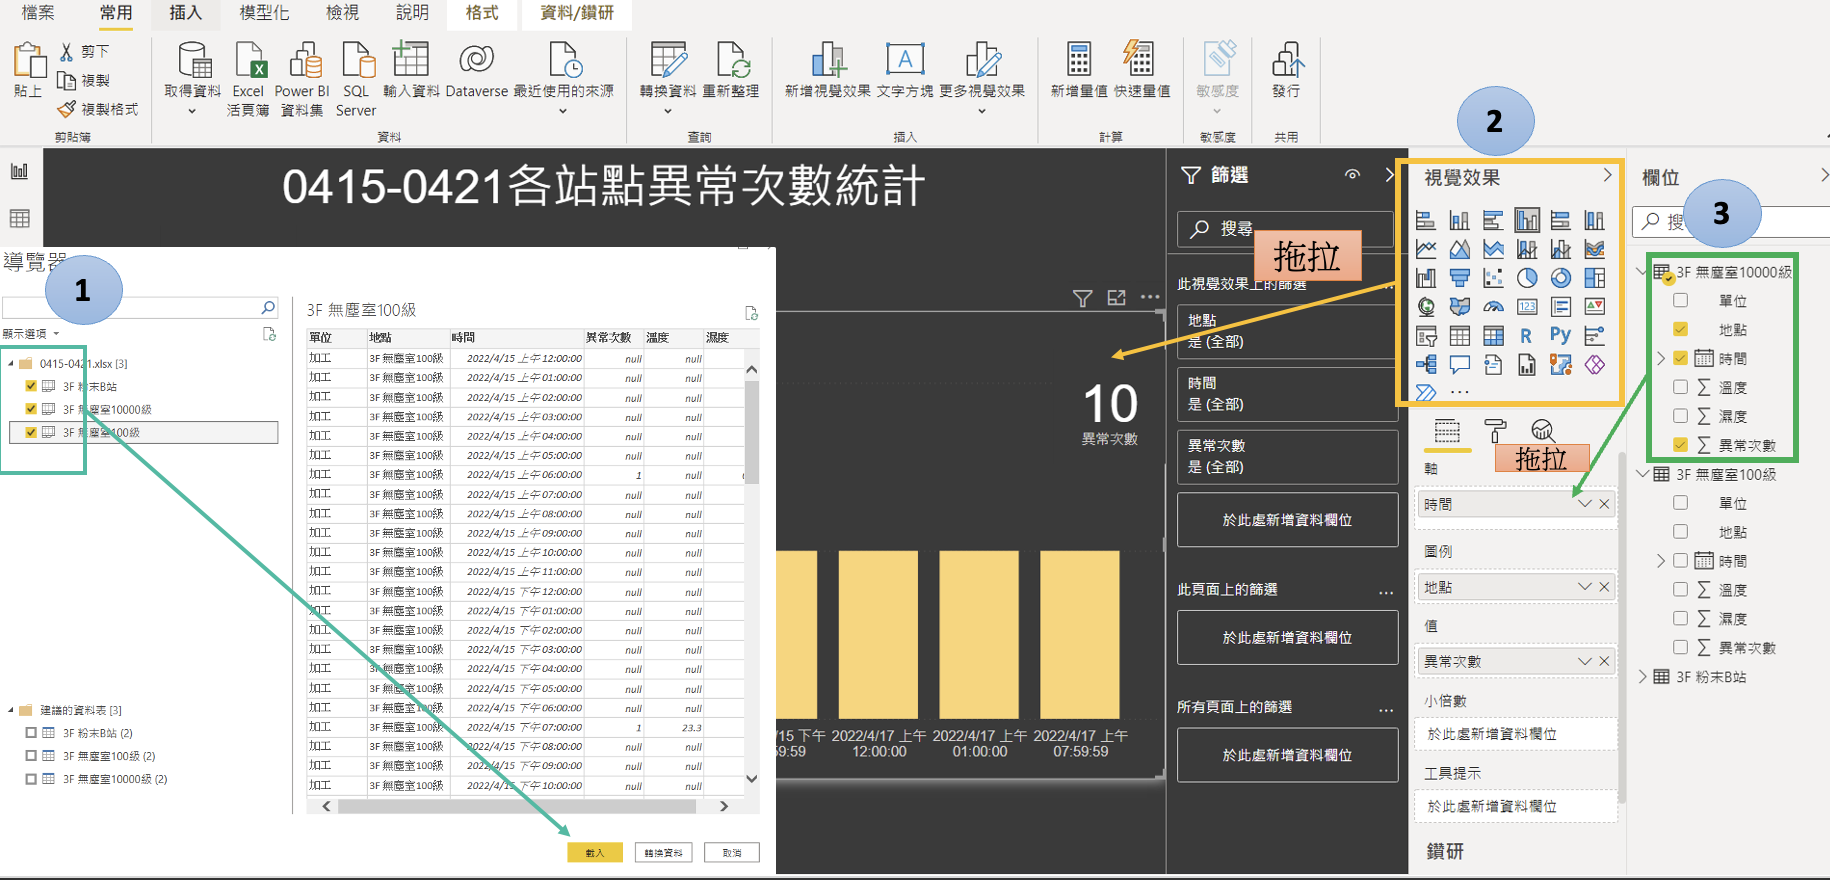 檔案 常用 插入 模型化 檢視 說明 格式 資料/鑽研
貼上
剪下
複製
複製格式
剪貼簿
取得資料
Excel
活頁簿
Power BI
資料集
SQL
Server
輸入資料
Dataverse
最近使用的來源
資料
轉換資料
重新整理
查詢
新增視覺效果
文字方塊
更多視覺效果
插入
新增量值
快速量值
計算
敏感度
敏感度
發行
共用
0415-0421各站點異常次數統計
導覽器
1
顯示選項
0415-0421.xlsx [3]
3F 粉末B站
3F 無塵室10000級
3F 無塵室100級
建議的資料表 [3]
3F 粉末B站 (2)
3F 無塵室100級 (2)
3F 無塵室10000級 (2)
3F 無塵室100級
單位 地點 時間 異常次數 溫度 濕度
加工 3F 無塵室100級 2022/4/15 上午 12:00:00 null null
加工 3F 無塵室100級 2022/4/15 上午 01:00:00 null null
加工 3F 無塵室100級 2022/4/15 上午 02:00:00 null null
加工 3F 無塵室100級 2022/4/15 上午 03:00:00 null null
加工 3F 無塵室100級 2022/4/15 上午 04:00:00 null null
加工 3F 無塵室100級 2022/4/15 上午 05:00:00 null null
加工 3F 無塵室100級 2022/4/15 上午 06:00:00 1 null
加工 3F 無塵室100級 2022/4/15 上午 07:00:00 null null
加工 3F 無塵室100級 2022/4/15 上午 08:00:00 null null
加工 3F 無塵室100級 2022/4/15 上午 09:00:00 null null
加工 3F 無塵室100級 2022/4/15 上午 10:00:00 null null
加工 3F 無塵室100級 2022/4/15 上午 11:00:00 null null
加工 3F 無塵室100級 2022/4/15 下午 12:00:00 null null
加工 3F 無塵室100級 2022/4/15 下午 01:00:00 null null
加工 3F 無塵室100級 2022/4/15 下午 02:00:00 null null
加工 3F 無塵室100級 2022/4/15 下午 03:00:00 null null
加工 3F 無塵室100級 2022/4/15 下午 04:00:00 null null
加工 3F 無塵室100級 2022/4/15 下午 05:00:00 null null
加工 3F 無塵室100級 2022/4/15 下午 06:00:00 null null
加工 3F 無塵室100級 2022/4/15 下午 07:00:00 1 23.3
加工 3F 無塵室100級 2022/4/15 下午 08:00:00 null null
加工 3F 無塵室100級 2022/4/15 下午 09:00:00 null null
加工 3F 無塵室100級 2022/4/15 下午 10:00:00 null null
載入 轉換資料 取消
10
異常次數
/15 下午
59:59
2022/4/17 上午
12:00:00
2022/4/17 上午
01:00:00
2022/4/17 上午
07:59:59
篩選
搜尋
拖拉
此視覺效果上的篩選
地點
是 (全部)
時間
是 (全部)
異常次數
是 (全部)
於此處新增資料欄位
此頁面上的篩選
於此處新增資料欄位
所有頁面上的篩選
於此處新增資料欄位
2
視覺效果
123
R Py
拖拉
軸
時間
圖例
地點
值
異常次數
小倍數
於此處新增資料欄位
工具提示
於此處新增資料欄位
鑽研
欄位
3
搜
3F 無塵室10000級
單位
地點
時間
溫度
濕度
異常次數
3F 無塵室100級
單位
地點
時間
溫度
濕度
異常次數
3F 粉末B站